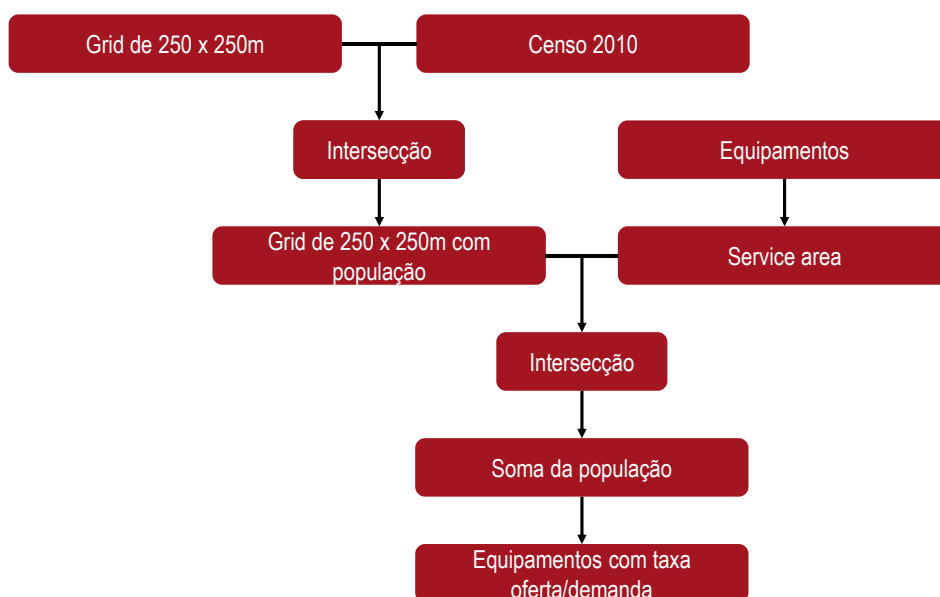 Grid de 250 x 250m
Censo 2010
Intersecção
Equipamentos
Grid de 250 x 250m com
população
Service area
Intersecção
Soma da população
Equipamentos com taxa
oferta/demanda